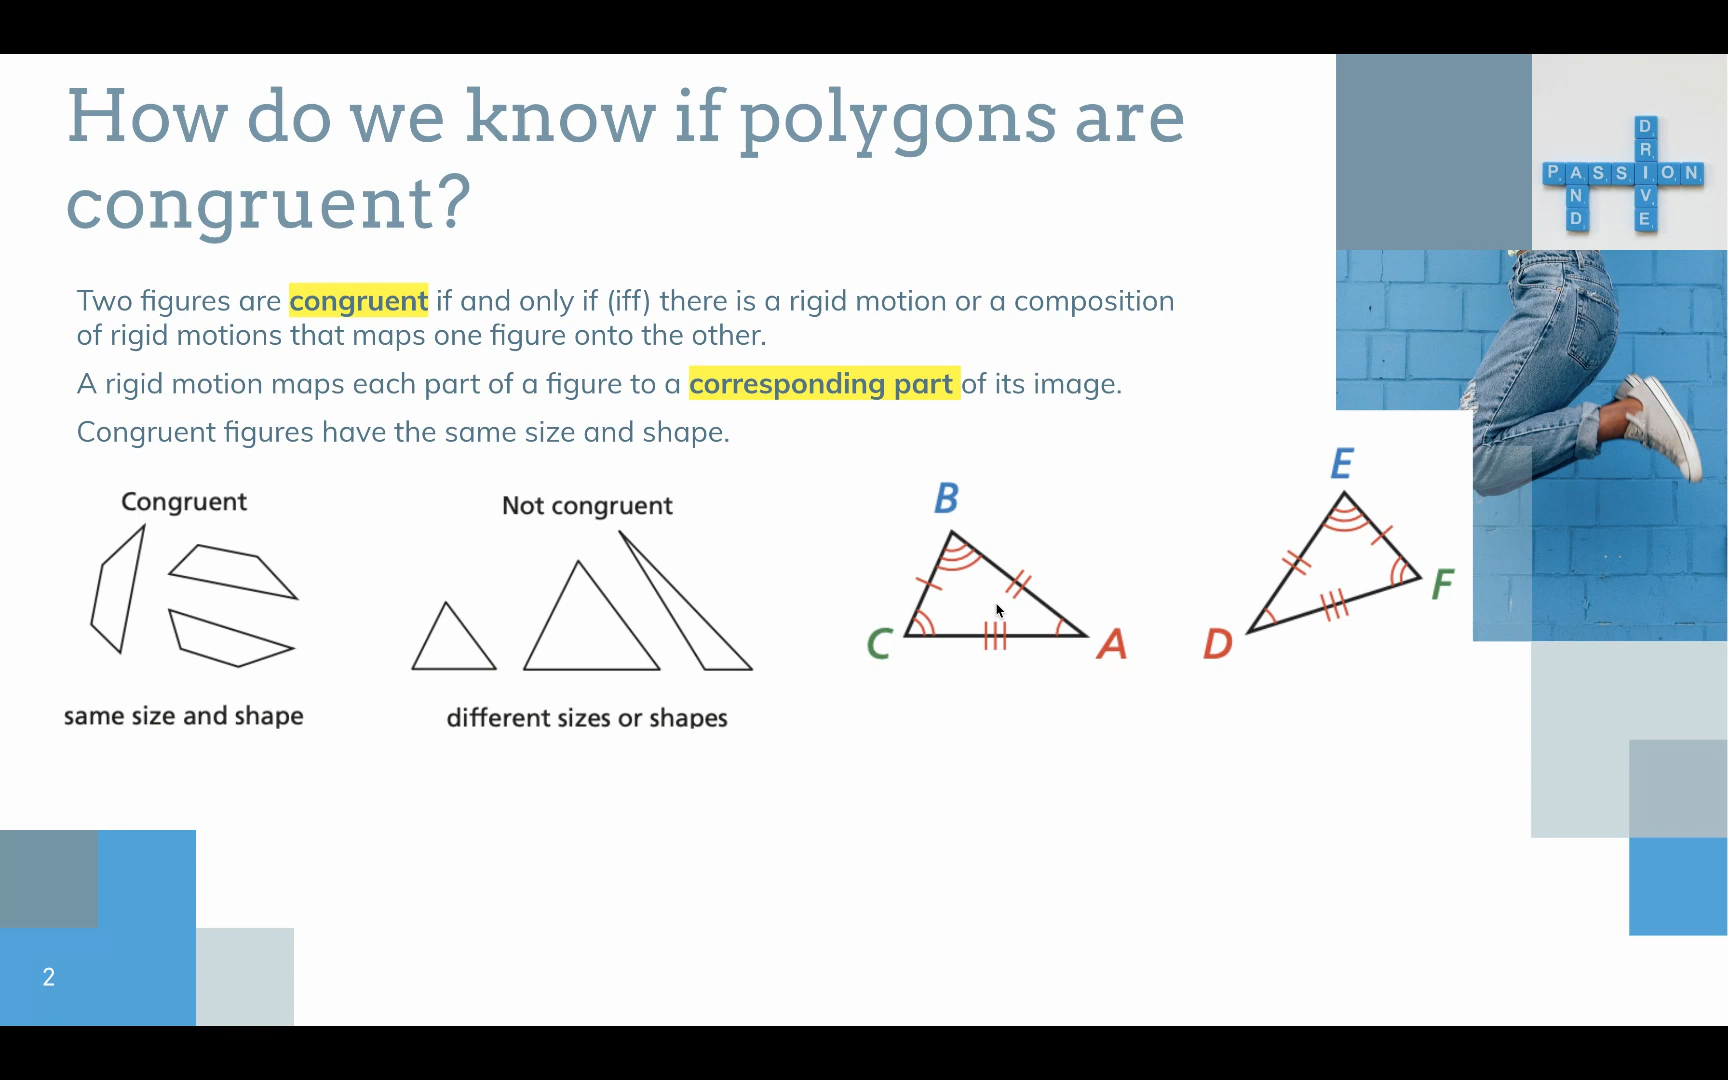 How do we know if polygons are
congruent?
Two figures are congruent if and only if (iff) there is a rigid motion or a composition
of rigid motions that maps one figure onto the other.
A rigid motion maps each part of a figure to a corresponding part of its image.
Congruent figures have the same size and shape.
Congruent
same size and shape
Not congruent
different sizes or shapes
B
C
A
E
D
F
PASSION
AND
DRIVE
2